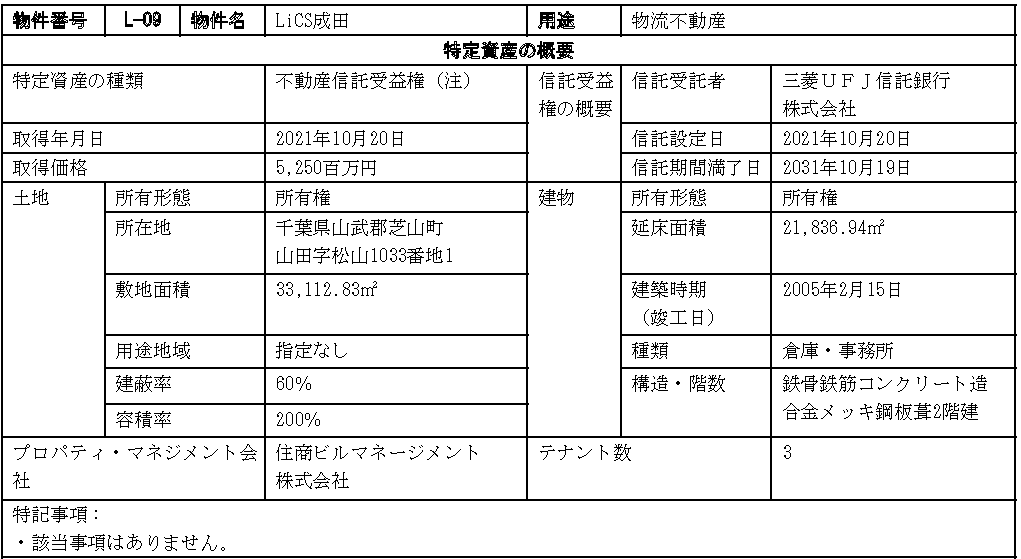 物件番号 L-09 物件名 LiCS成田 用途 物流不動産
特定資産の概要
特定資産の種類 不動産信託受益権（注） 信託受益 信託受託者 三菱ＵＦＪ信託銀行
権の概要 株式会社
取得年月日 2021年10月20日 信託設定日 2021年10月20日
取得価格 5,250百万円 信託期間満了日 2031年10月19日
土地 所有形態 所有権 建物 所有形態 所有権
所在地 千葉県山武郡芝山町 延床面積 21,836.94㎡
山田字松山1033番地1
敷地面積 33,112.83㎡ 建築時期 2005年2月15日
（竣工日）
用途地域 指定なし 種類 倉庫・事務所
建蔽率 60% 構造・階数 鉄骨鉄筋コンクリート造
合金メッキ鋼板葺2階建
容積率 200%
プロパティ・マネジメント会 住商ビルマネージメント テナント数 3
社 株式会社
特記事項：
・該当事項はありません。